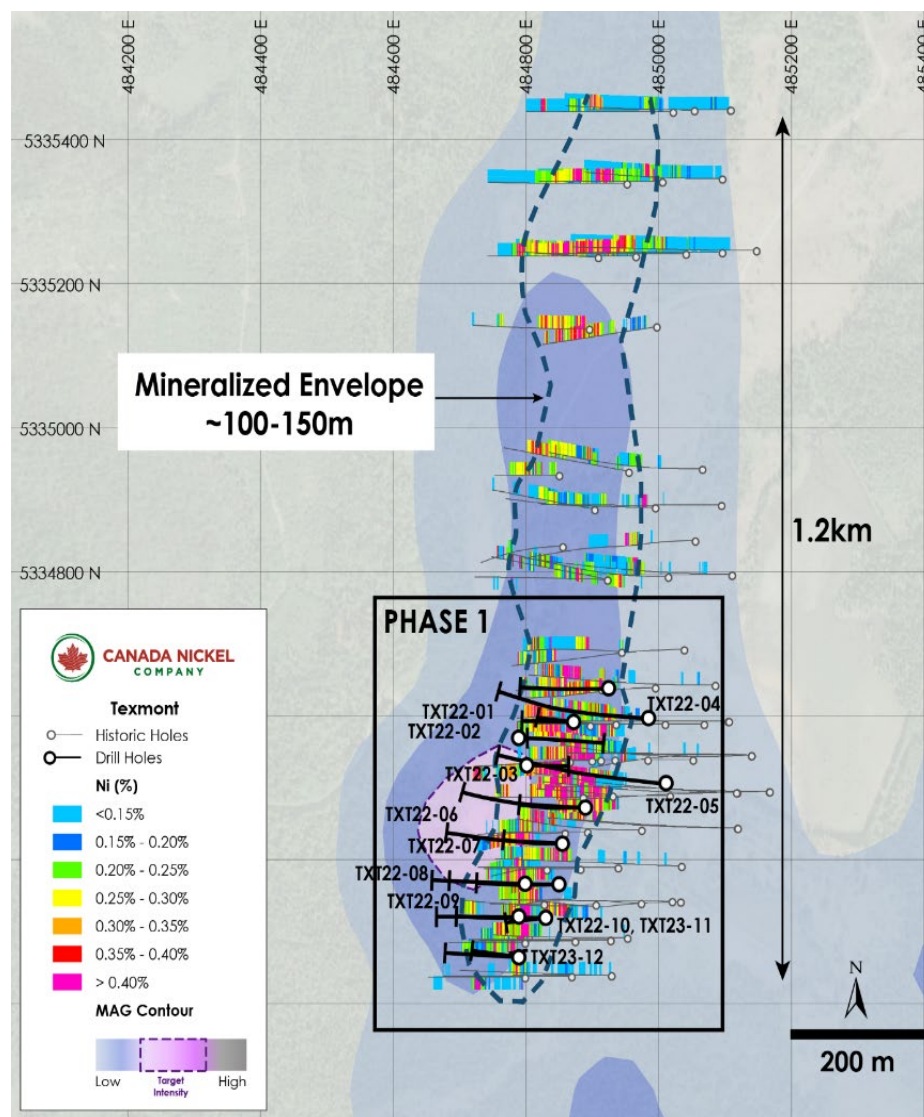 484200 E
484400 E
484600 E
484800 E
485000 E
485200 E
485400 E
5335400 N
5335200 N
Mineralized Envelope
~100-150m
5335000 N
1.2km
5334800 N
PHASE 1
TXT22-01
TXT22-04
TXT22-02
TXT22-03
TXT22-05
TXT22-06
TXT22-07
TXT22-08
TXT22-09
TXT22-10, TXT23-11
TXT23-12
CANADA NICKEL
COMPANY
Texmont
Historic Holes
Drill Holes
Ni (%)
<0.15%
0.15% - 0.20%
0.20% - 0.25%
0.25% - 0.30%
0.30% - 0.35%
0.35% - 0.40%
> 0.40%
MAG Contour
Low
Target
Intensity
High
N
200 m